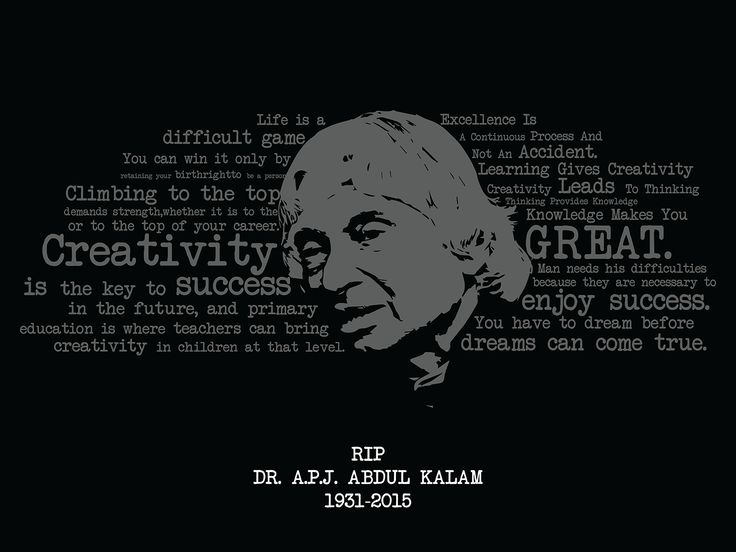 Life is a
difficult game.
You can win it only by
retaining your birthrightto be a person
Climbing to the top
demands strength,whether it is to the
or to the top of your career.
Creativity
is the key to success
in the future, and primary
education is where teachers can bring
creativity in children at that level.
Excellence Is
A Continuous Process And
Not An Accident.
Learning Gives Creativity
Creativity Leads To Thinking
Thinking Provides Knowledge
Knowledge Makes You
GREAT.
Man needs his difficulties
because they are necessary to
enjoy success.
You have to dream before
dreams can come true.
RIP
DR. A.P.J. ABDUL KALAM
1931-2015